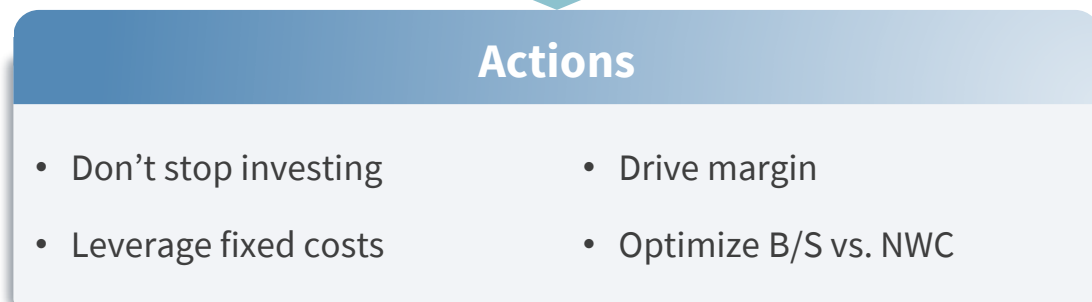 Actions
• Don’t stop investing
• Leverage fixed costs
• Drive margin
• Optimize B/S vs. NWC